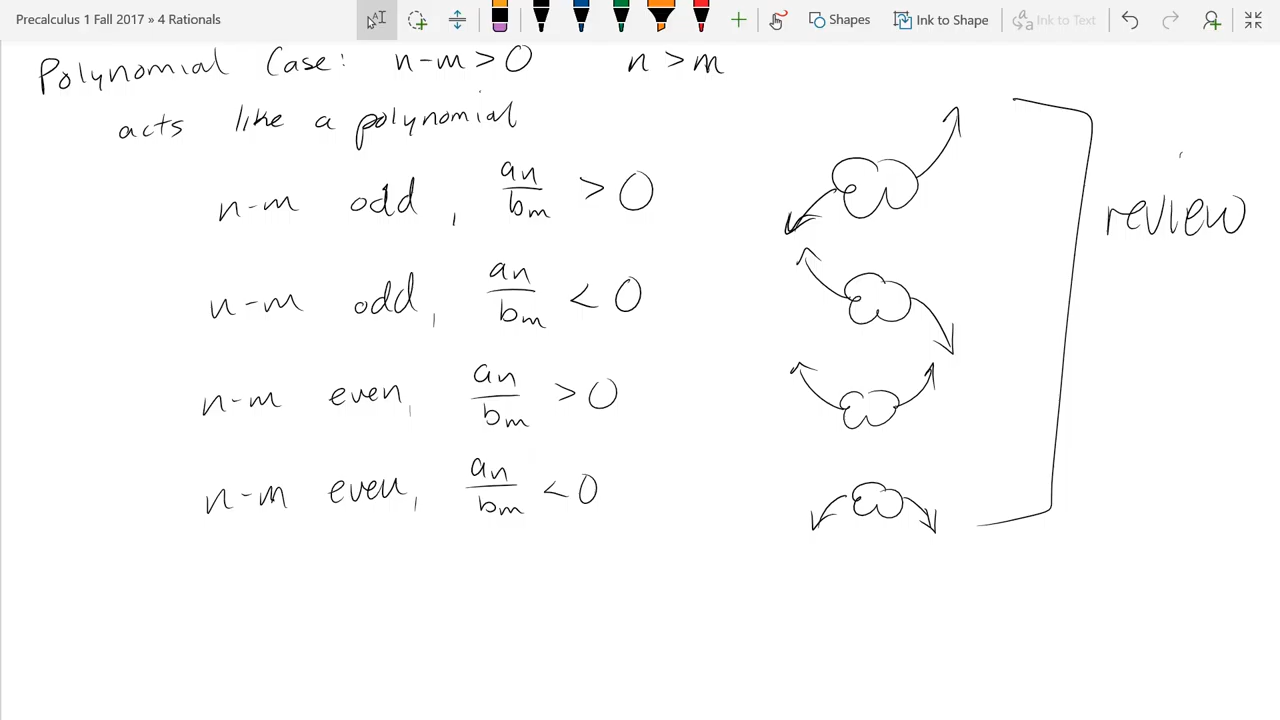 Precalculus 1 Fall 2017 » 4 Rationals Shapes Ink to Shape Ink to Text
Polynomial Case: n-m > 0 n > m
acts like a polynomial
n-m odd, an/bm > 0
review
n-m odd, an/bm < 0
n-m even, an/bm > 0
n-m even, an/bm < 0